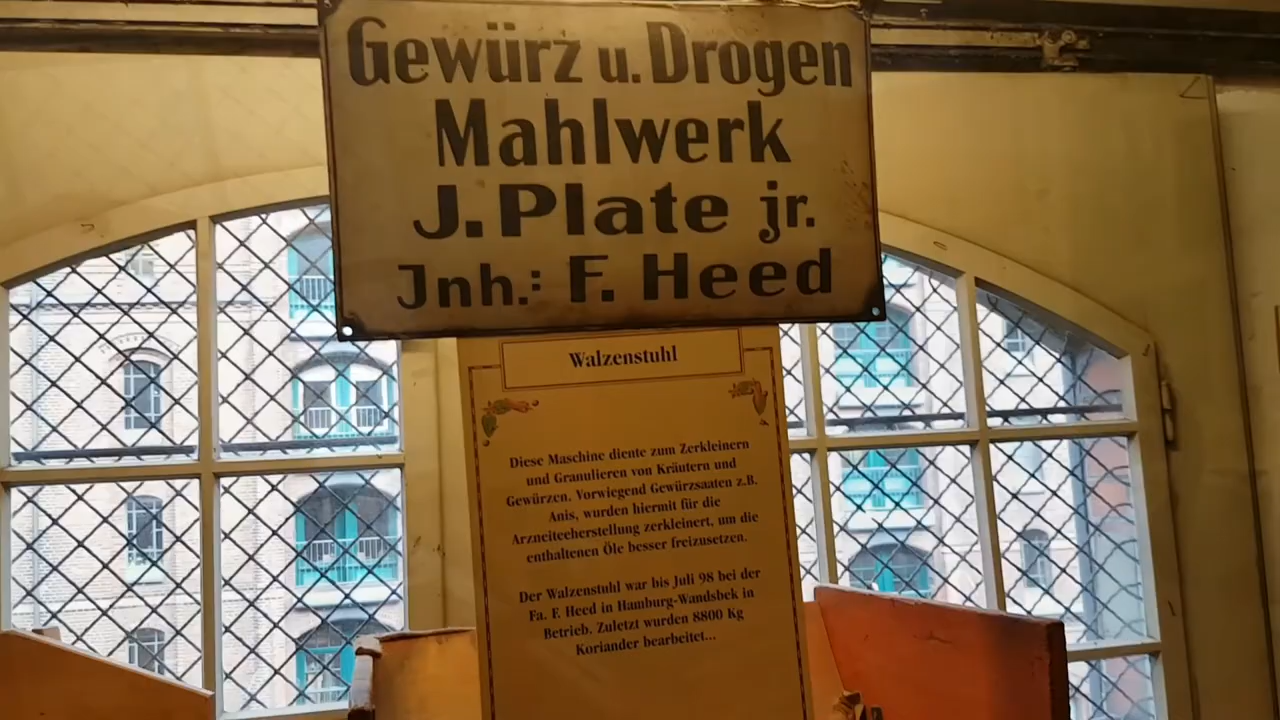 Gewürz u. Drogen
Mahlwerk
J. Plate jr.
Jnh.: F. Heed
Walzenstuhl
Diese Maschine diente zum Zerkleinern
und Granulieren von Kräutern und
Gewürzen. Vorwiegend Gewürzsaaten z.B.
Anis, wurden hiermit für die
Arzneiteeherstellung zerkleinert, um die
enthaltenen Öle besser freizusetzen.
Der Walzenstuhl war bis Juli 98 bei der
Fa. F. Heed in Hamburg-Wandsbek in
Betrieb. Zuletzt wurden 8800 Kg
Koriander bearbeitet...